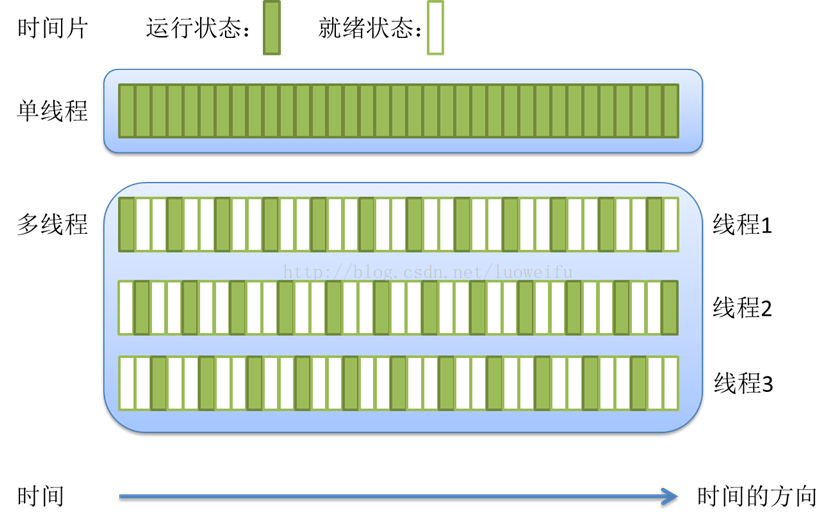 时间片 运行状态： 就绪状态：
单线程
多线程 线程1
http://blog.csdn.net/luoweifu
线程2
线程3
时间 时间的方向